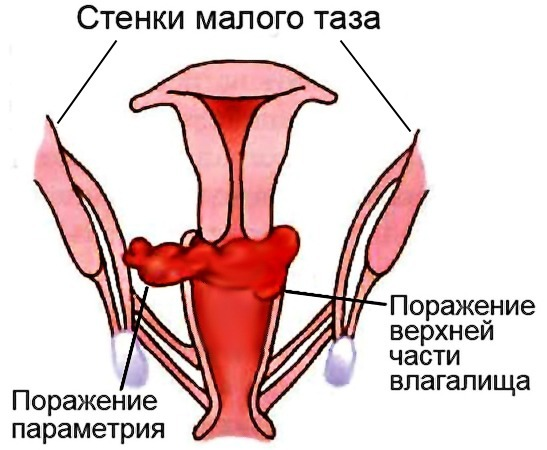 Стенки малого таза
Поражение
верхней
части
влагалища
Поражение
параметрия